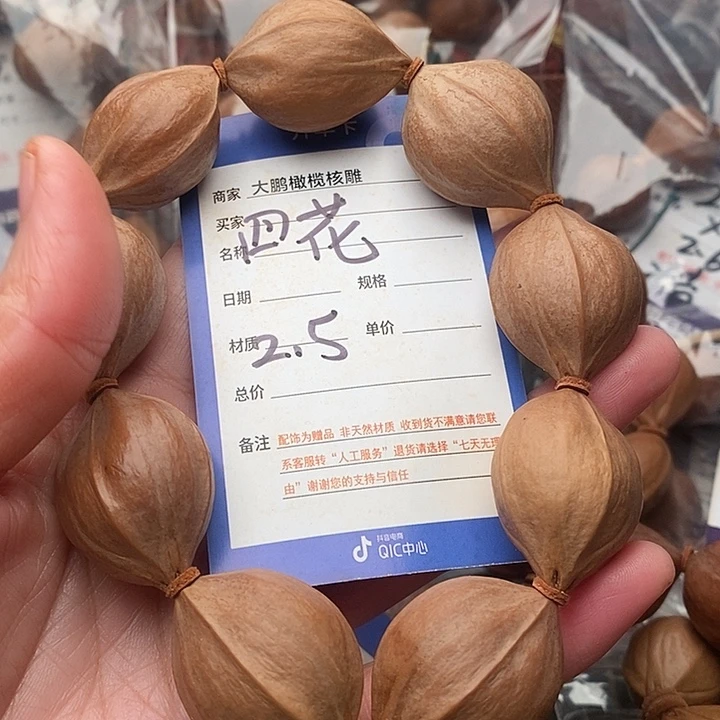 商家 大鹏橄榄核雕
买家 四花
名称
日期 规格
材质 2.5 单价
总价
备注 配饰为赠品 非天然材质 收到货不满意请您联
系客服转“人工服务”退货请选择“七天无理
由”谢谢您的支持与信任
抖音电商
QIC中心